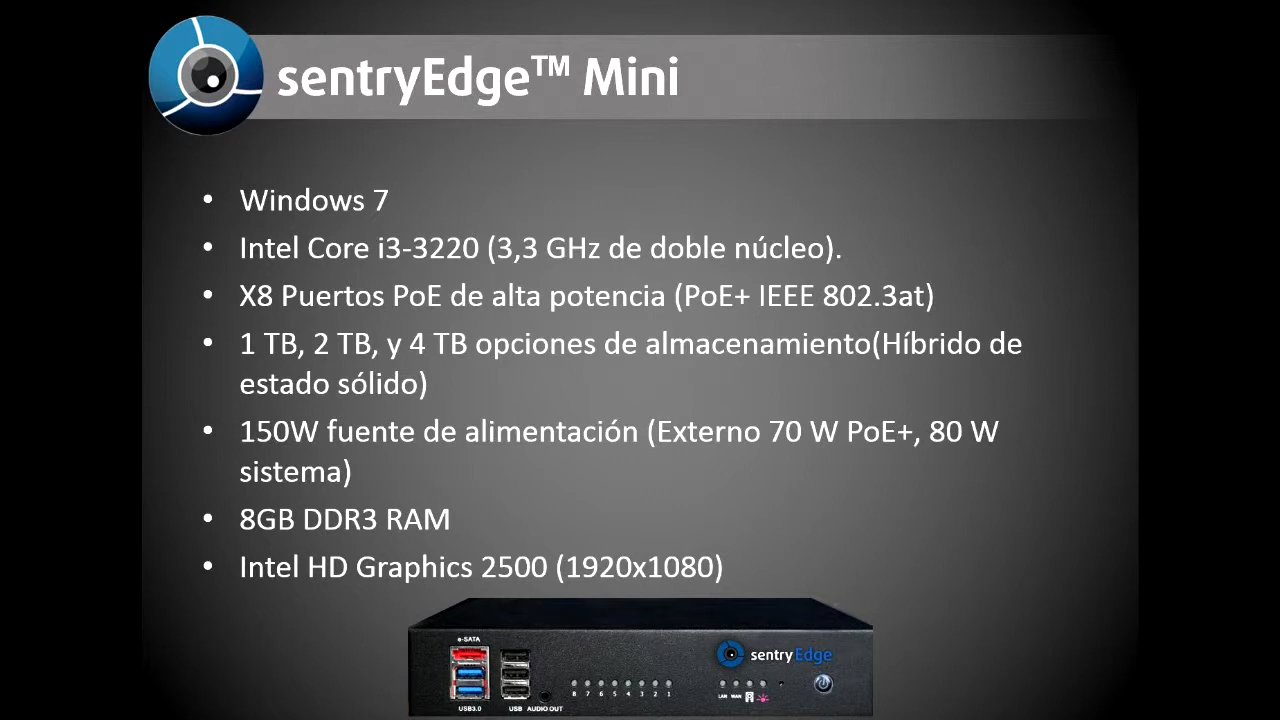 sentryEdge™ Mini
• Windows 7
• Intel Core i3-3220 (3,3 GHz de doble núcleo).
• X8 Puertos PoE de alta potencia (PoE+ IEEE 802.3at)
• 1 TB, 2 TB, y 4 TB opciones de almacenamiento(Híbrido de
estado sólido)
• 150W fuente de alimentación (Externo 70 W PoE+, 80 W
sistema)
• 8GB DDR3 RAM
• Intel HD Graphics 2500 (1920x1080)
e-SATA
sentryEdge
8 7 6 5 4 3 2 1
LAN WAN
USB3.0 USB AUDIO OUT